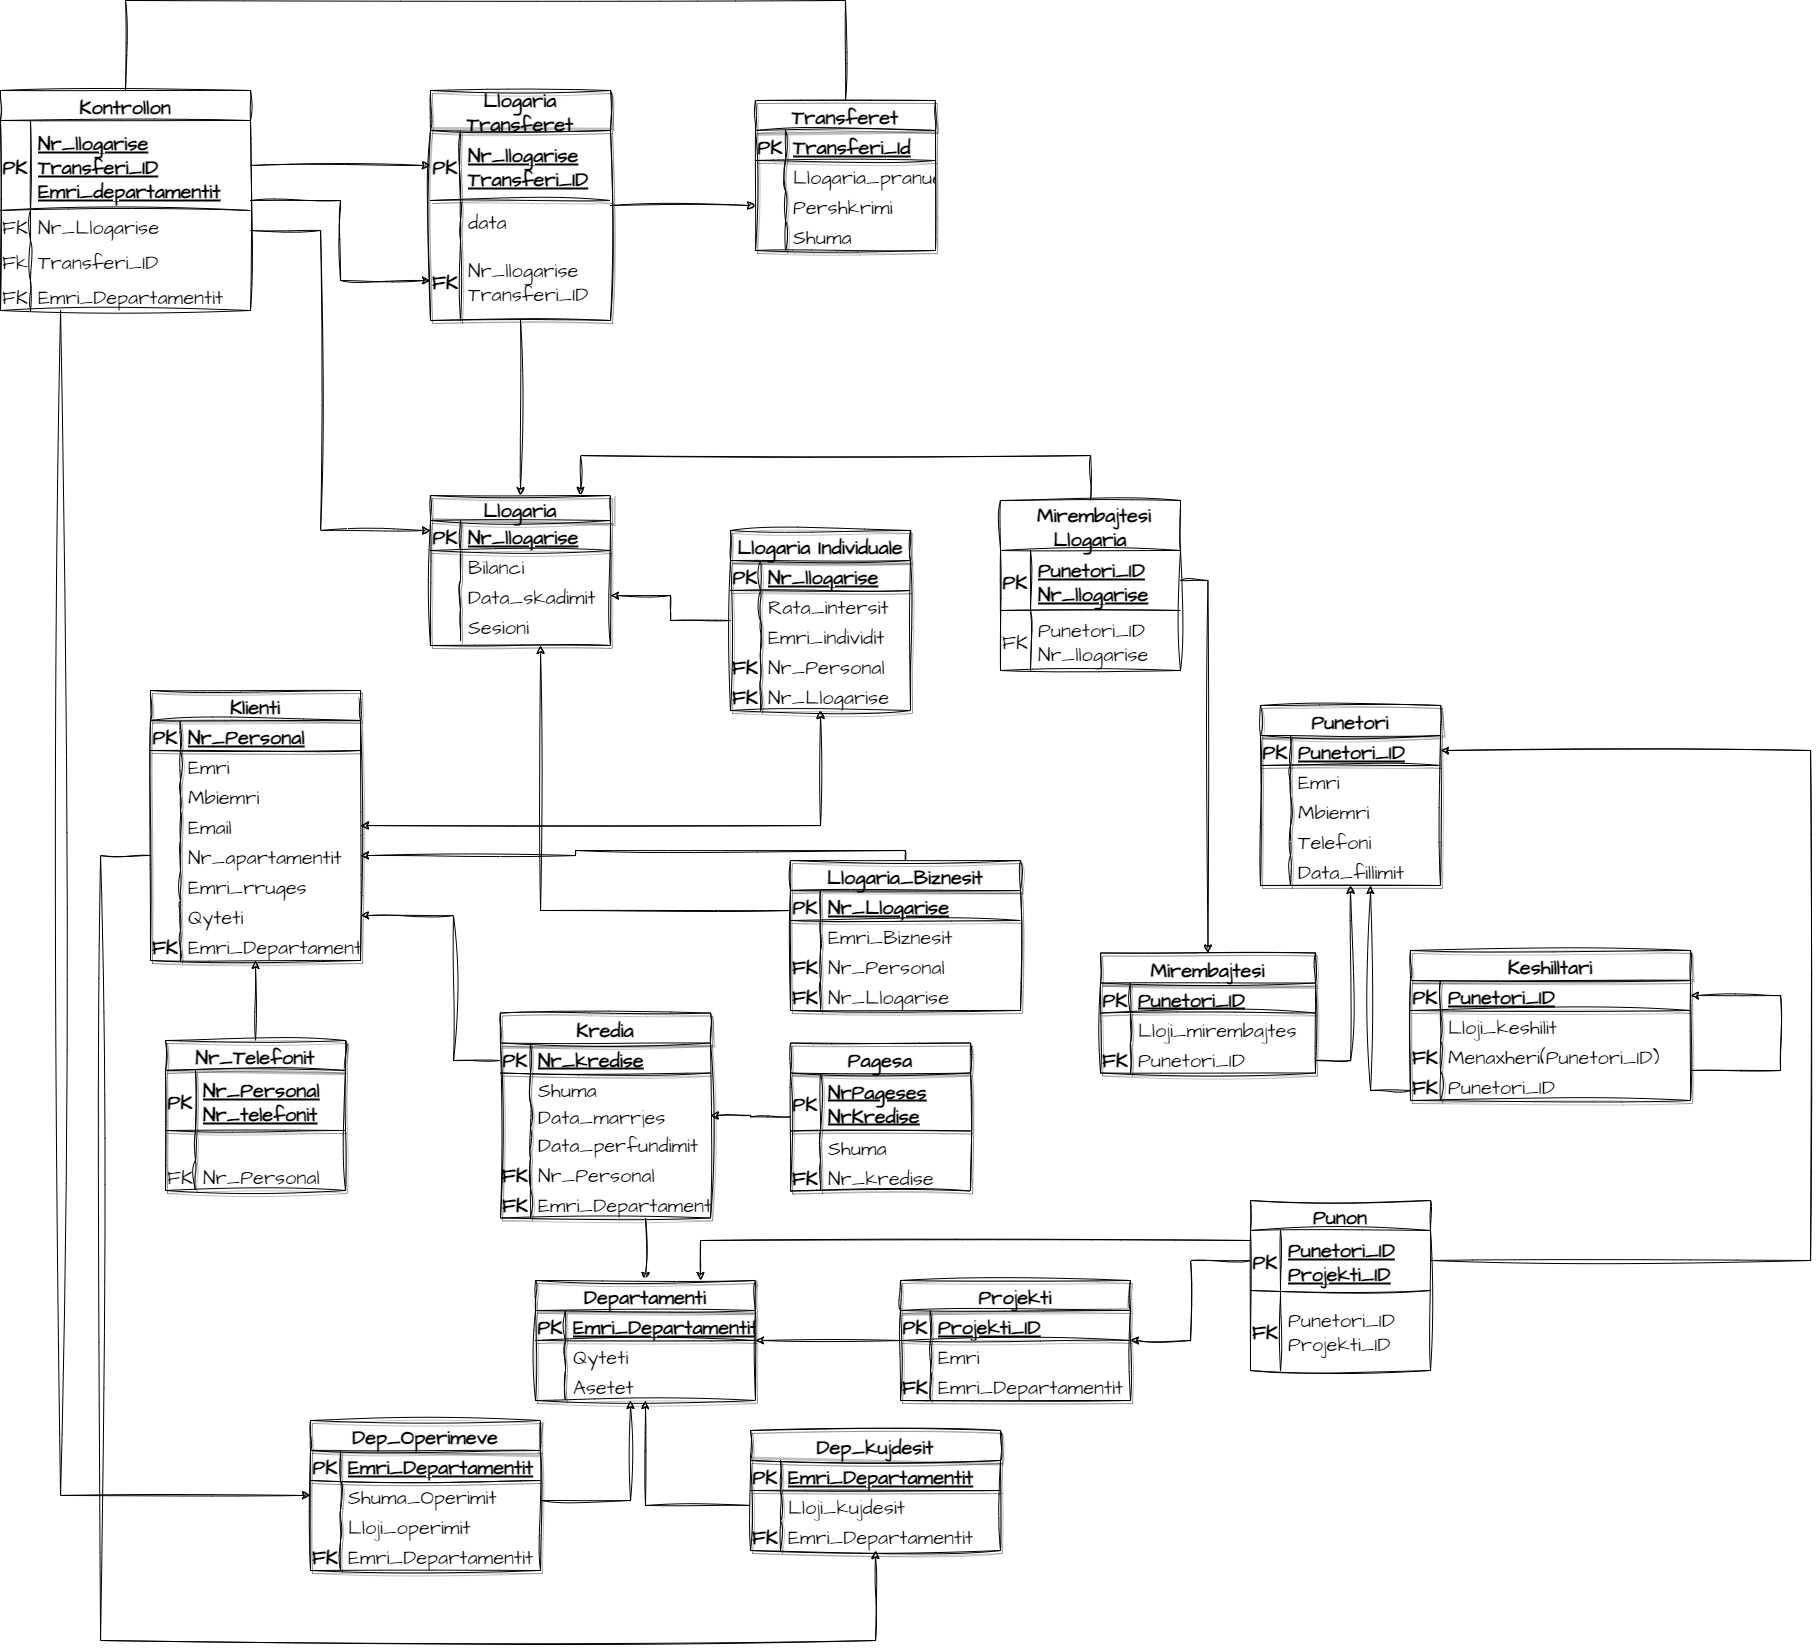 Kontrollon
PK
Nr_llogarise
Transferi_ID
Emri_departamentit
FK Nr_Llogarise
Fk Transferi_ID
FK Emri_Departamentit
Llogaria
Transferet
PK
Nr_llogarise
Transferi_ID
data
FK
Nr_llogarise
Transferi_ID
Transferet
PK Transferi_Id
Llogaria_pranue
Pershkrimi
Shuma
Llogaria
PK Nr_llogarise
Bilanci
Data_skadimit
Sesioni
Llogaria Individuale
PK Nr_llogarise
Rata_intersit
Emri_individit
FK Nr_Personal
FK Nr_Llogarise
Mirembajtesi
Llogaria
PK
Punetori_ID
Nr_llogarise
FK
Punetori_ID
Nr_llogarise
Klienti
PK Nr_Personal
Emri
Mbiemri
Email
Nr_apartamentit
Emri_rruges
Qyteti
FK Emri_Departament
Punetori
PK Punetori_ID
Emri
Mbiemri
Telefoni
Data_fillimit
Llogaria_Biznesit
PK Nr_Llogarise
Emri_Biznesit
FK Nr_Personal
FK Nr_Llogarise
Mirembajtesi
PK Punetori_ID
Lloji_mirembajtes
FK Punetori_ID
Keshilltari
PK Punetori_ID
Lloji_keshilit
FK Menaxheri(Punetori_ID)
FK Punetori_ID
Nr_Telefonit
PK
Nr_Personal
Nr_telefonit
FK Nr_Personal
Kredia
PK Nr_kredise
Shuma
Data_marrjes
Data_perfundimit
FK Nr_Personal
FK Emri_Departament
Pagesa
PK
NrPageses
NrKredise
Shuma
FK Nr_kredise
Punon
PK
Punetori_ID
Projekti_ID
FK
Punetori_ID
Projekti_ID
Departamenti
PK Emri_Departamentit
Qyteti
Asetet
Projekti
PK Projekti_ID
Emri
FK Emri_Departamentit
Dep_Operimeve
PK Emri_Departamentit
Shuma_Operimit
Lloji_operimit
FK Emri_Departamentit
Dep_kujdesit
PK Emri_Departamentit
Lloji_kujdesit
FK Emri_Departamentit